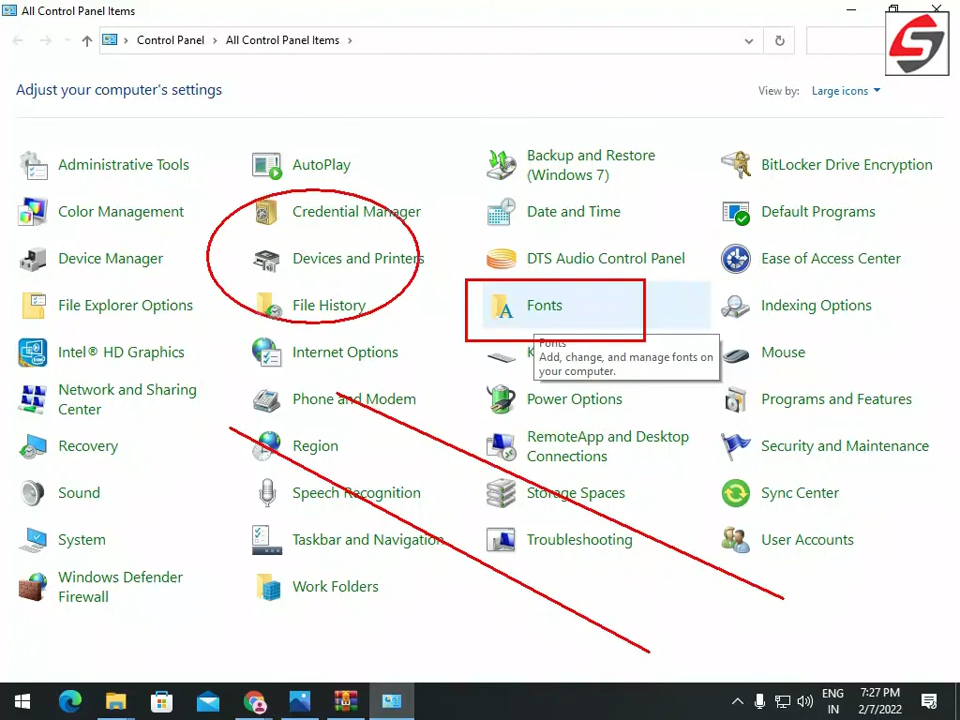 All Control Panel Items
Control Panel
All Control Panel Items
Adjust your computer's settings
View by:
Large icons
Administrative Tools
AutoPlay
Backup and Restore
(Windows 7)
BitLocker Drive Encryption
Color Management
Credential Manager
Date and Time
Default Programs
Device Manager
Devices and Printers
DTS Audio Control Panel
Ease of Access Center
File Explorer Options
File History
Fonts
Indexing Options
Intel® HD Graphics
Internet Options
Fonts
Add, change, and manage fonts on
your computer.
Mouse
Network and Sharing
Center
Phone and Modem
Power Options
Programs and Features
Recovery
Region
RemoteApp and Desktop
Connections
Security and Maintenance
Sound
Speech Recognition
Storage Spaces
Sync Center
System
Taskbar and Navigation
Troubleshooting
User Accounts
Windows Defender
Firewall
Work Folders
ENG
IN
7:27 PM
2/7/2022